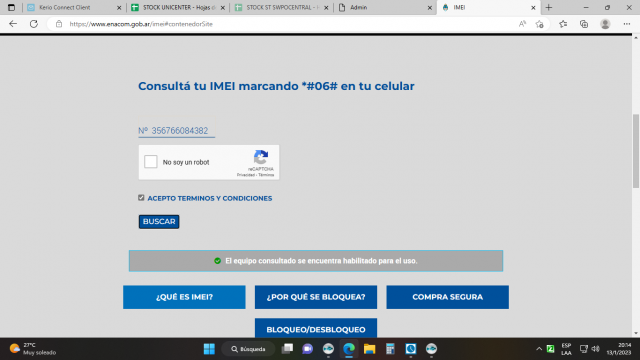 Kerio Connect Client
STOCK UNICENTER - Hojas de
STOCK ST SWPOCENTRAL -
Admin
IMEI
https://www.enacom.gob.ar/imei#contenedorSite
Consultá tu IMEI marcando *#06# en tu celular
Nº 356766084382
No soy un robot
reCAPTCHA
Privacidad - Términos
ACEPTO TERMINOS Y CONDICIONES
BUSCAR
El equipo consultado se encuentra habilitado para el uso.
¿QUÉ ES IMEI?
¿POR QUÉ SE BLOQUEA?
COMPRA SEGURA
BLOQUEO/DESBLOQUEO
27°C
Muy soleado
Búsqueda
ESP
LAA
20:14
13/1/2023